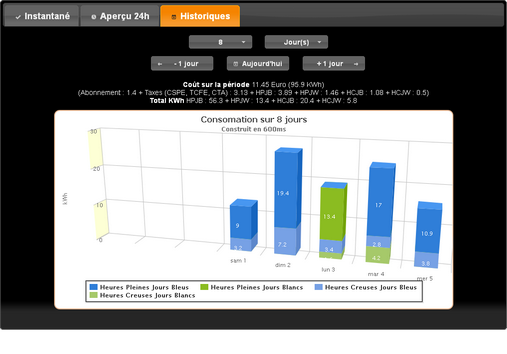 Instantané
Aperçu 24h
Historiques
8
Jour(s)
- 1 jour
Aujourd'hui
+ 1 jour
Coût sur la période 11.45 Euro (95.9 kWh)
(Abonnement : 1.4 + Taxes (CSPE, TCFE, CTA) : 3.13 + HPJB : 3.89 + HPJW : 1.46 + HCJB : 1.08 + HCJW : 0.5)
Total KWh HPJB : 56.3 + HPJW : 13.4 + HCJB : 20.4 + HCJW : 5.8
Consomation sur 8 jours
Construit en 600ms
30
20
10
0
kWh
9
19.4
7.2
13.4
5.4
17
2.8
4.2
10.9
3.8
sam 1
dim 2
lun 3
mar 4
mer 5
Heures Pleines Jours Bleus
Heures Pleines Jours Blancs
Heures Creuses Jours Bleus
Heures Creuses Jours Blancs